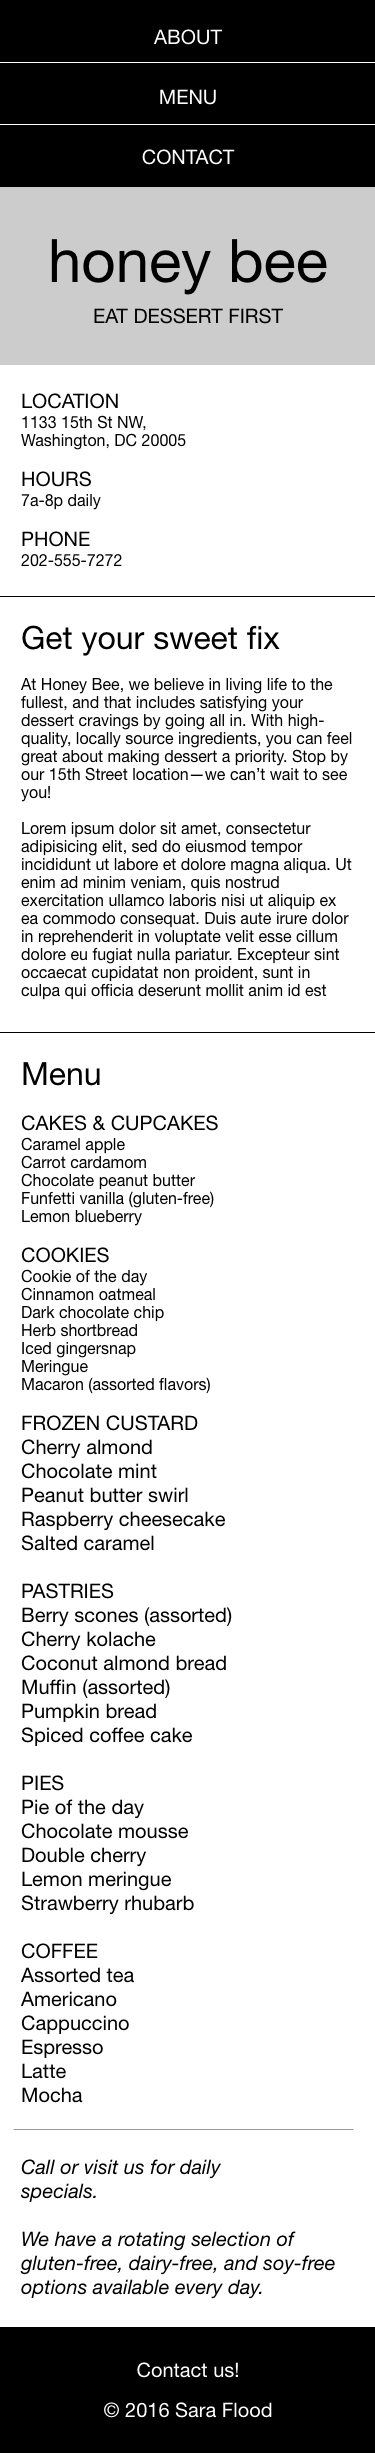 ABOUT
MENU
CONTACT
honey bee
EAT DESSERT FIRST
LOCATION
1133 15th St NW,
Washington, DC 20005
HOURS
7a-8p daily
PHONE
202-555-7272
Get your sweet fix
At Honey Bee, we believe in living life to the
fullest, and that includes satisfying your
dessert cravings by going all in. With high-
quality, locally source ingredients, you can feel
great about making dessert a priority. Stop by
our 15th Street location—we can’t wait to see
you!
Lorem ipsum dolor sit amet, consectetur
adipisicing elit, sed do eiusmod tempor
incididunt ut labore et dolore magna aliqua. Ut
enim ad minim veniam, quis nostrud
exercitation ullamco laboris nisi ut aliquip ex
ea commodo consequat. Duis aute irure dolor
in reprehenderit in voluptate velit esse cillum
dolore eu fugiat nulla pariatur. Excepteur sint
occaecat cupidatat non proident, sunt in
culpa qui officia deserunt mollit anim id est
Menu
CAKES & CUPCAKES
Caramel apple
Carrot cardamom
Chocolate peanut butter
Funfetti vanilla (gluten-free)
Lemon blueberry
COOKIES
Cookie of the day
Cinnamon oatmeal
Dark chocolate chip
Herb shortbread
Iced gingersnap
Meringue
Macaron (assorted flavors)
FROZEN CUSTARD
Cherry almond
Chocolate mint
Peanut butter swirl
Raspberry cheesecake
Salted caramel
PASTRIES
Berry scones (assorted)
Cherry kolache
Coconut almond bread
Muffin (assorted)
Pumpkin bread
Spiced coffee cake
PIES
Pie of the day
Chocolate mousse
Double cherry
Lemon meringue
Strawberry rhubarb
COFFEE
Assorted tea
Americano
Cappuccino
Espresso
Latte
Mocha
Call or visit us for daily
specials.
We have a rotating selection of
gluten-free, dairy-free, and soy-free
options available every day.
Contact us!
© 2016 Sara Flood